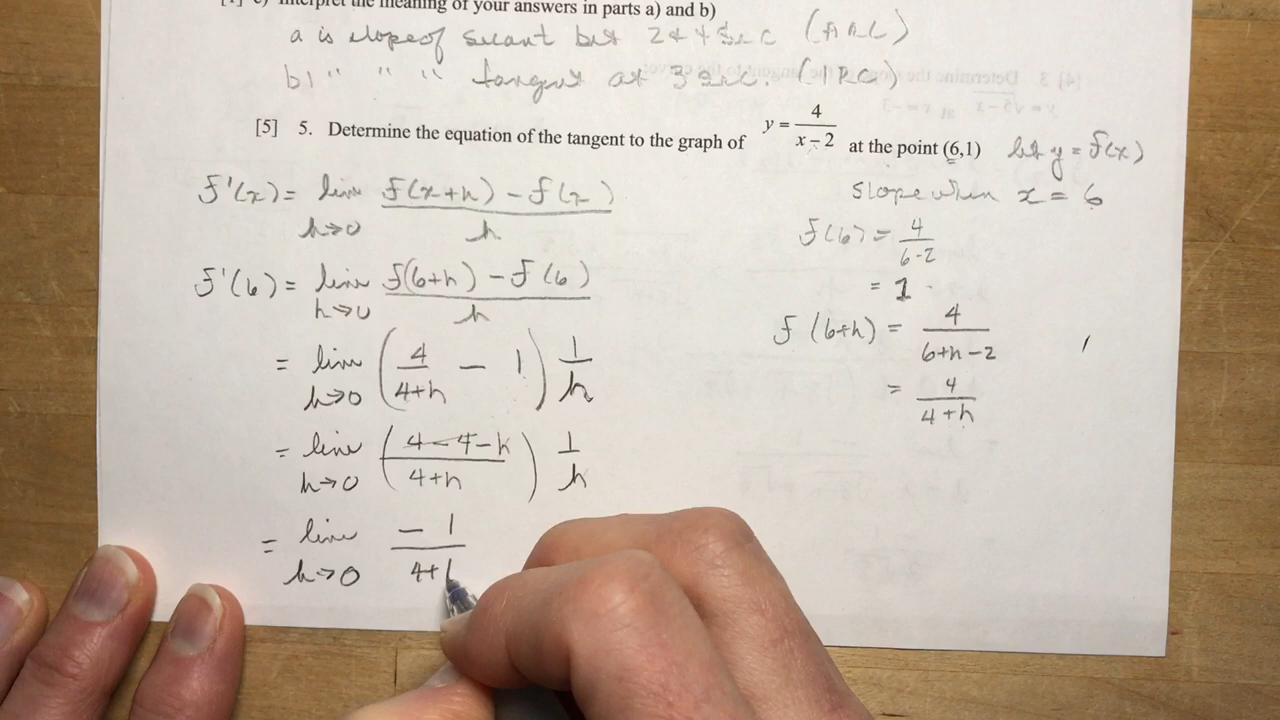 c) Interpret the meaning of your answers in parts a) and b)
a is slope of secant bet 2 & 4 sec (ARC)
b) " " " tangent at 3 sec. (IRC)
[5] 5. Determine the equation of the tangent to the graph of y = 4/(x - 2) at the point (6,1) let y = f(x)
slope when x = 6
f'(x) = lim h→0 (f(x+h) - f(x))/h
f(6) = 4/(6-2)
= 1
f'(6) = lim h→0 (f(6+h) - f(6))/h
f(6+h) = 4/(6+h-2)
= lim h→0 (4/(4+h) - 1) 1/h
= 4/(4+h)
= lim h→0 ((4-4-h)/(4+h)) 1/h
= lim h→0 -1/(4+